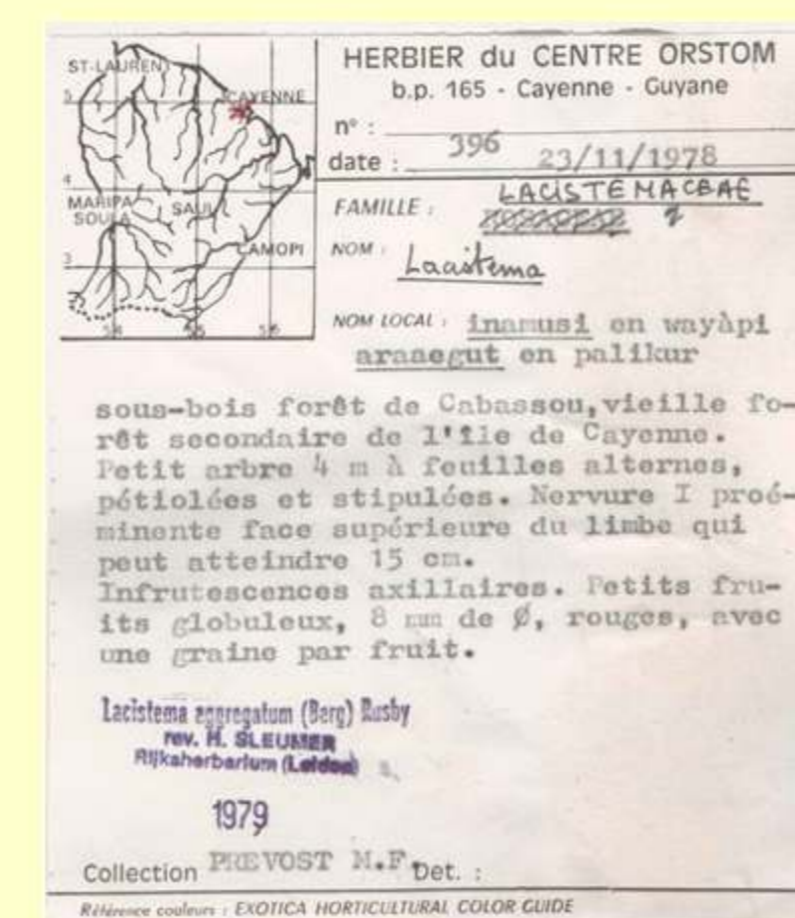 ST-LAURENT
CAYENNE
5
4
MARIPA SOULA
SAUL
CAMOPI
3
HERBIER du CENTRE ORSTOM
b.p. 165 - Cayenne - Guyane
n° : 396
date : 23/11/1978
FAMILLE : LACISTEMACEAE
?
NOM : Lacistema
NOM LOCAL : inamusi en wayàpi
en palikur
sous-bois forêt de Cabassou,vieille fo-
rêt secondaire de l'île de Cayenne.
Petit arbre 4 m à feuilles alternes,
pétiolées et stipulées. Nervure I proé-
minente face supérieure du limbe qui
peut atteindre 15 cm.
Infrutescences axillaires. Petits fru-
its globuleux, 8 mm de Ø, rouges, avec
une graine par fruit.
Lacistema aggregatum (Berg) Rusby
rev. H. SLEUMER
Rijksherbarium (Leiden)
1979
Collection PREVOST M.F. Det. :
Référence couleurs : EXOTICA HORTICULTURAL COLOR GUIDE